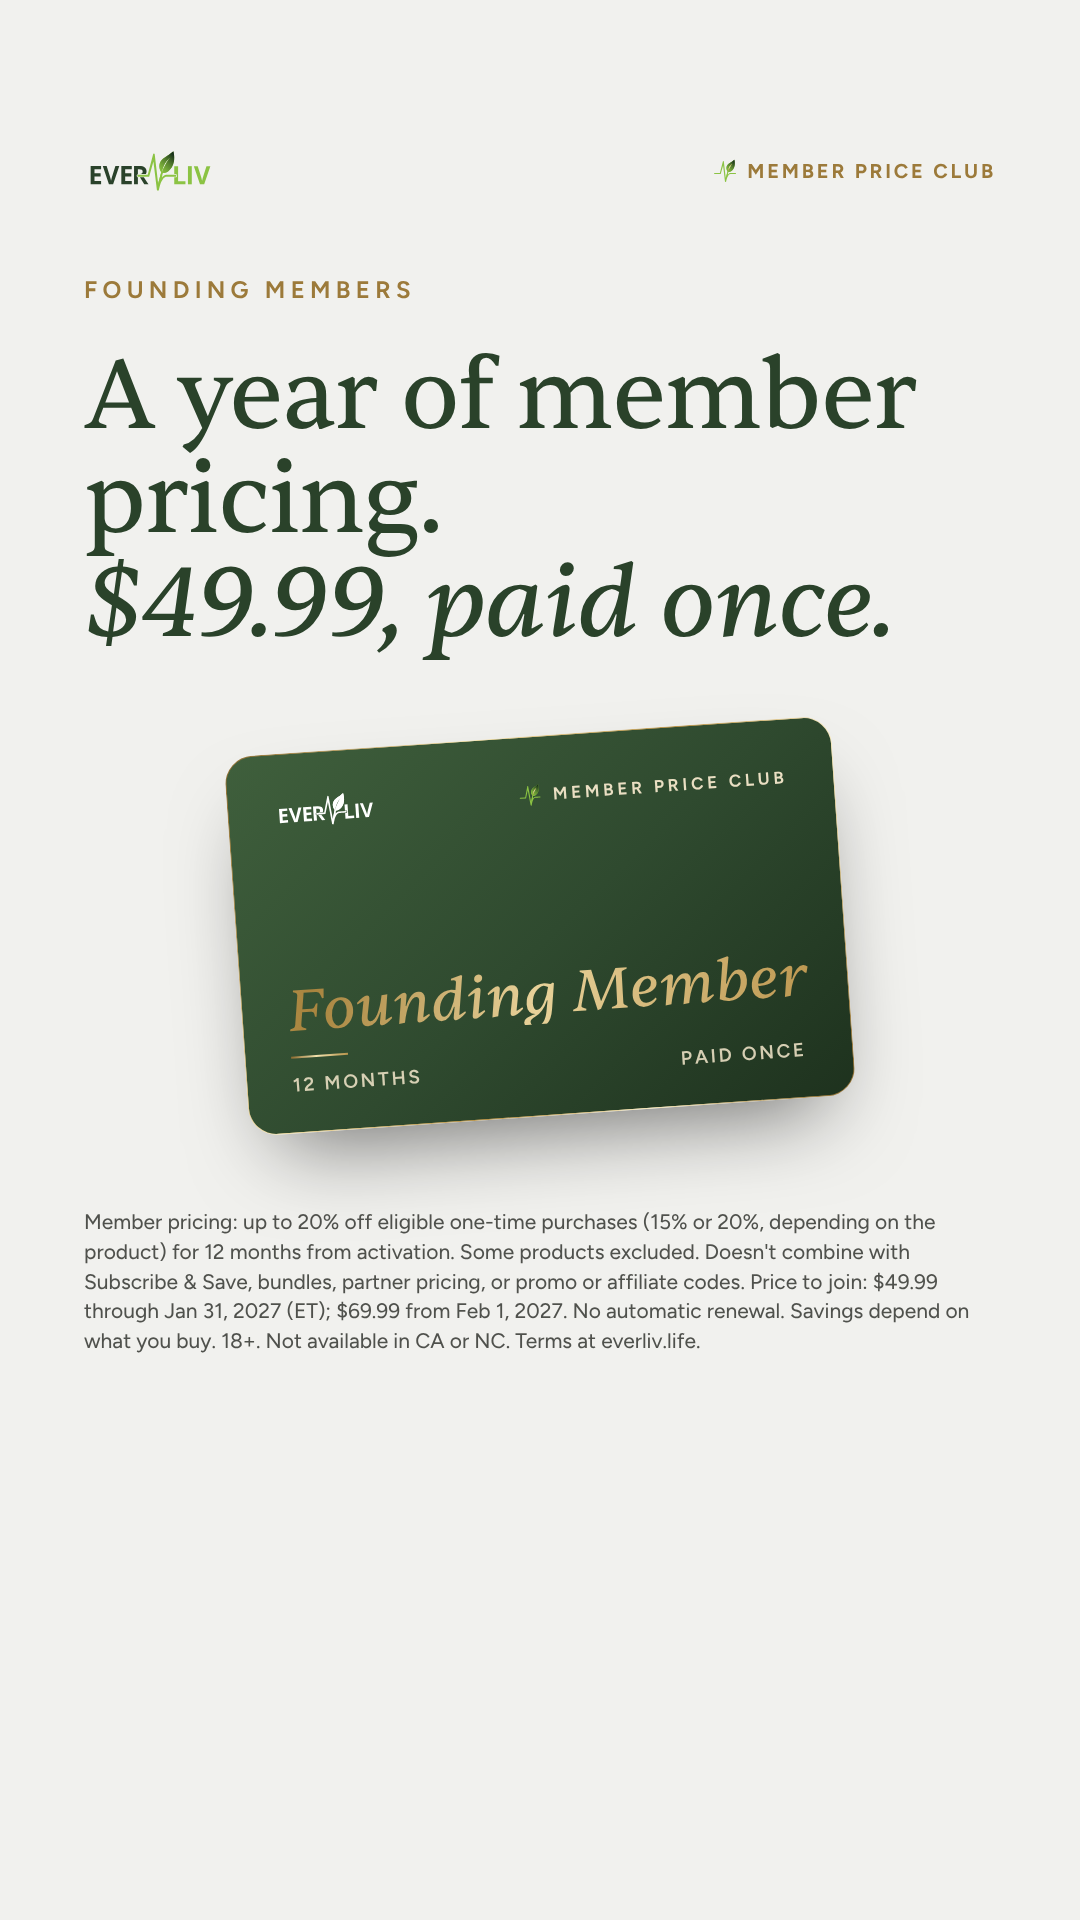 EVERLIV
MEMBER PRICE CLUB
FOUNDING MEMBERS
A year of member
pricing.
$49.99, paid once.
EVERLIV
MEMBER PRICE CLUB
Founding Member
12 MONTHS
PAID ONCE
Member pricing: up to 20% off eligible one-time purchases (15% or 20%, depending on the
product) for 12 months from activation. Some products excluded. Doesn't combine with
Subscribe & Save, bundles, partner pricing, or promo or affiliate codes. Price to join: $49.99
through Jan 31, 2027 (ET); $69.99 from Feb 1, 2027. No automatic renewal. Savings depend on
what you buy. 18+. Not available in CA or NC. Terms at everliv.life.